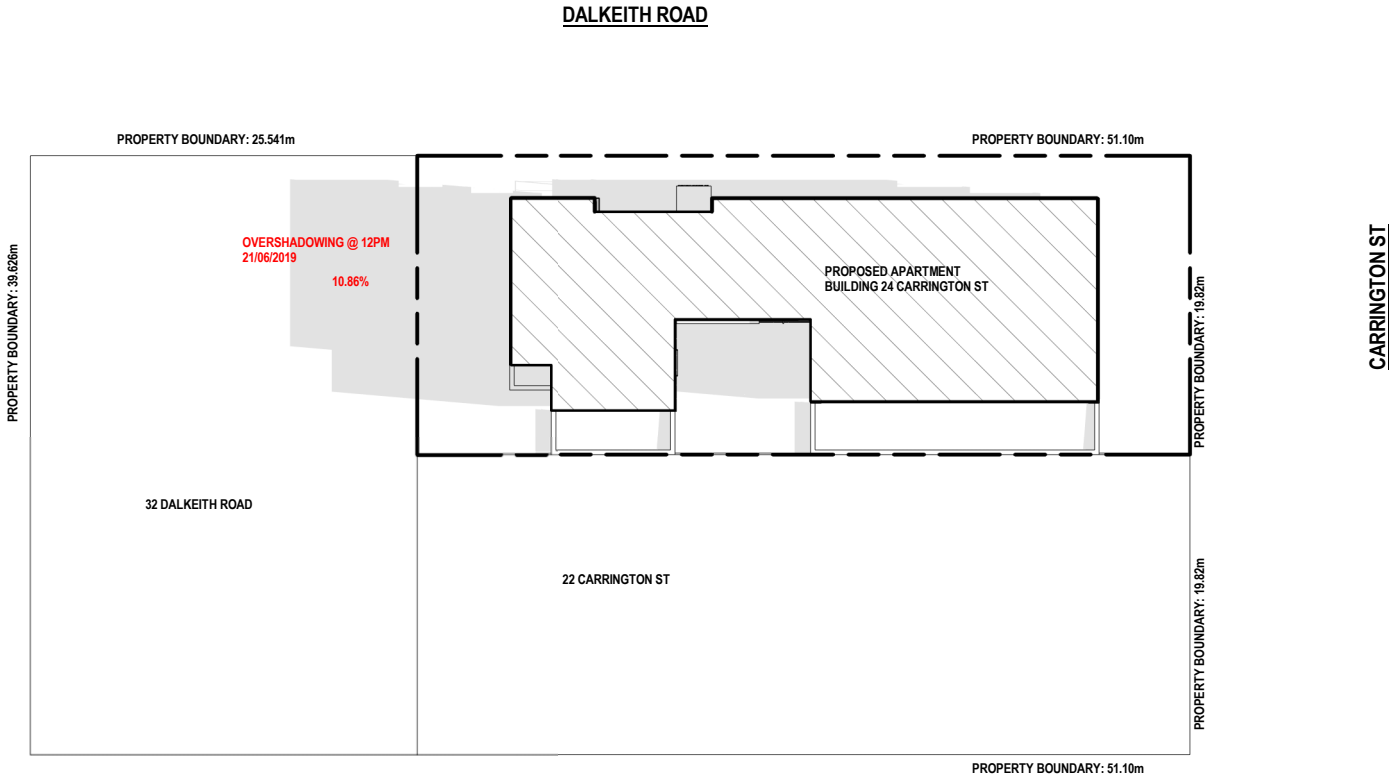 DALKEITH ROAD
PROPERTY BOUNDARY: 25.541m
PROPERTY BOUNDARY: 51.10m
CARRINGTON ST
PROPERTY BOUNDARY: 39.626m
OVERSHADOWING @ 12PM
21/06/2019
10.86%
PROPOSED APARTMENT
BUILDING 24 CARRINGTON ST
PROPERTY BOUNDARY: 19.82m
32 DALKEITH ROAD
22 CARRINGTON ST
PROPERTY BOUNDARY: 19.82m
PROPERTY BOUNDARY: 51.10m